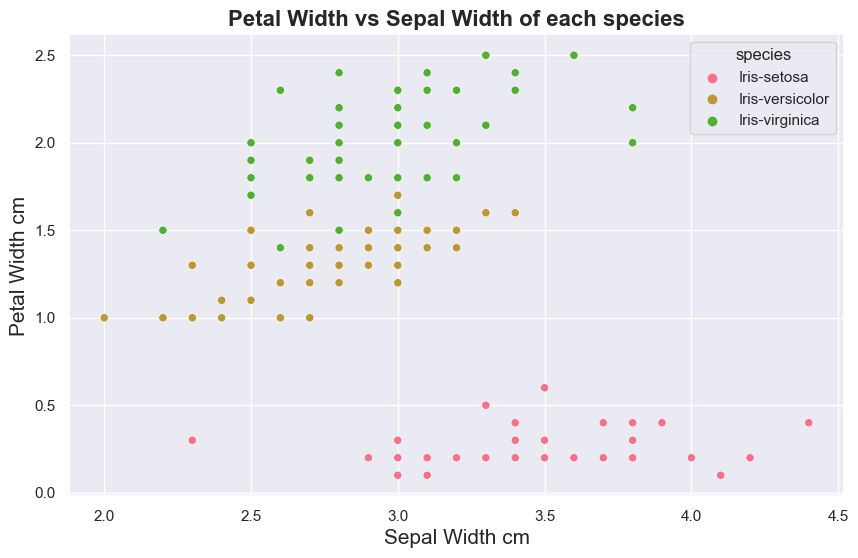 Petal Width vs Sepal Width of each species
species
Iris-setosa
Iris-versicolor
Iris-virginica
Petal Width cm
2.5
2.0
1.5
1.0
0.5
0.0
2.0 2.5 3.0 3.5 4.0 4.5
Sepal Width cm